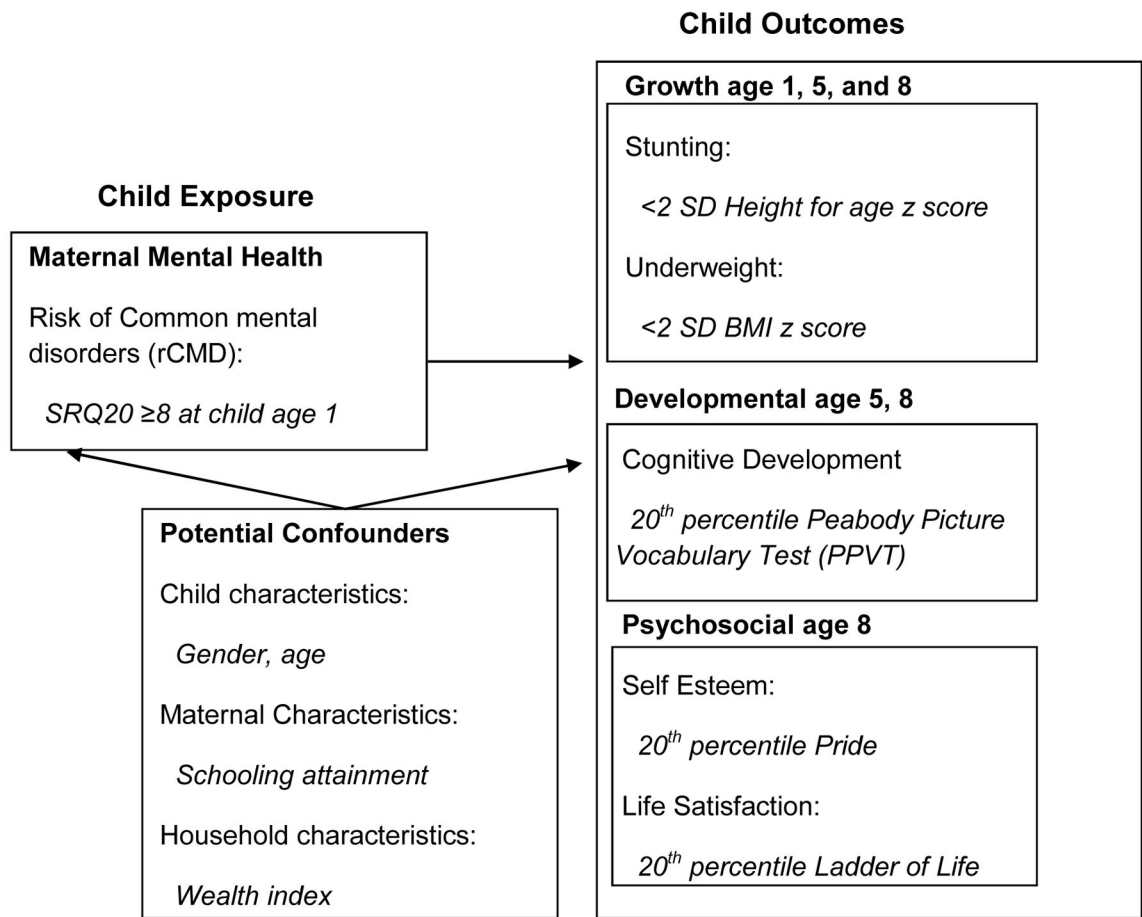 Child Outcomes
Growth age 1, 5, and 8
Stunting:
<2 SD Height for age z score
Underweight:
<2 SD BMI z score
Child Exposure
Maternal Mental Health
Risk of Common mental
disorders (rCMD):
SRQ20 ≥8 at child age 1
Developmental age 5, 8
Cognitive Development
20th percentile Peabody Picture
Vocabulary Test (PPVT)
Potential Confounders
Child characteristics:
Gender, age
Maternal Characteristics:
Schooling attainment
Household characteristics:
Wealth index
Psychosocial age 8
Self Esteem:
20th percentile Pride
Life Satisfaction:
20th percentile Ladder of Life